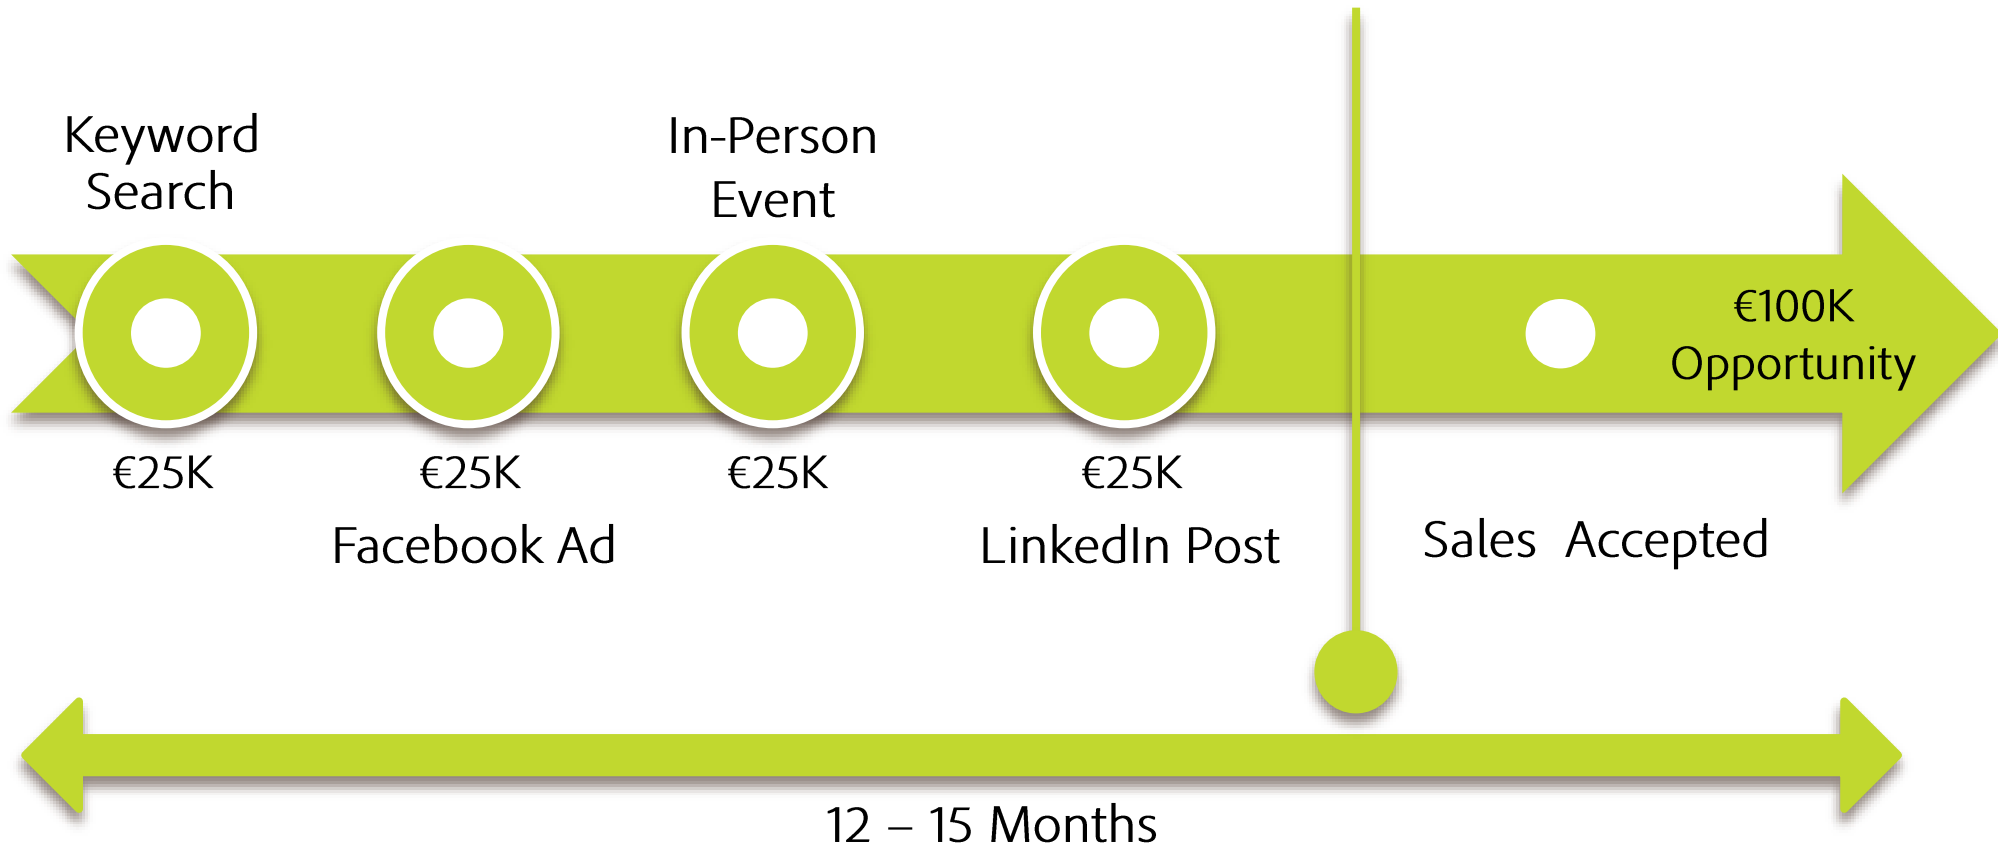 Keyword
Search
In-Person
Event
€100K
Opportunity
€25K
€25K
€25K
€25K
Facebook Ad
LinkedIn Post
Sales Accepted
12 – 15 Months